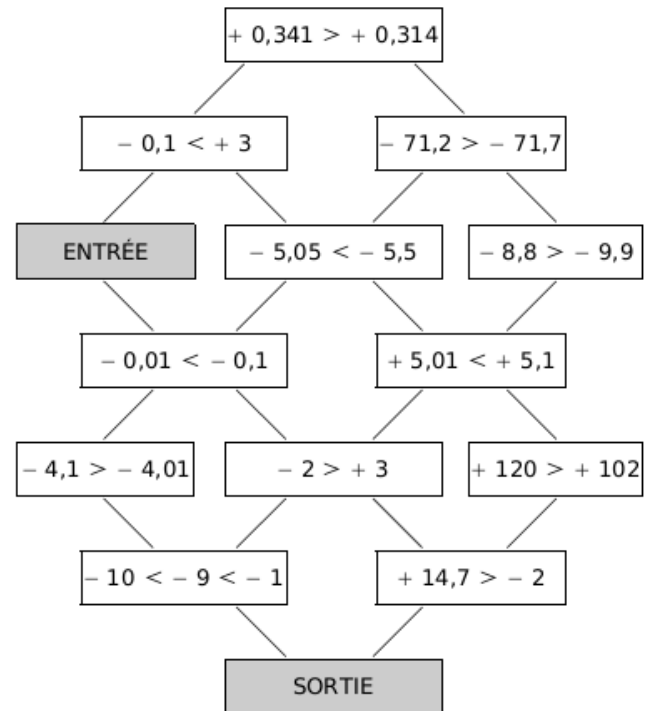 + 0,341 > + 0,314
− 0,1 < + 3
− 71,2 > − 71,7
ENTRÉE
− 5,05 < − 5,5
− 8,8 > − 9,9
− 0,01 < − 0,1
+ 5,01 < + 5,1
− 4,1 > − 4,01
− 2 > + 3
+ 120 > + 102
− 10 < − 9 < − 1
+ 14,7 > − 2
SORTIE